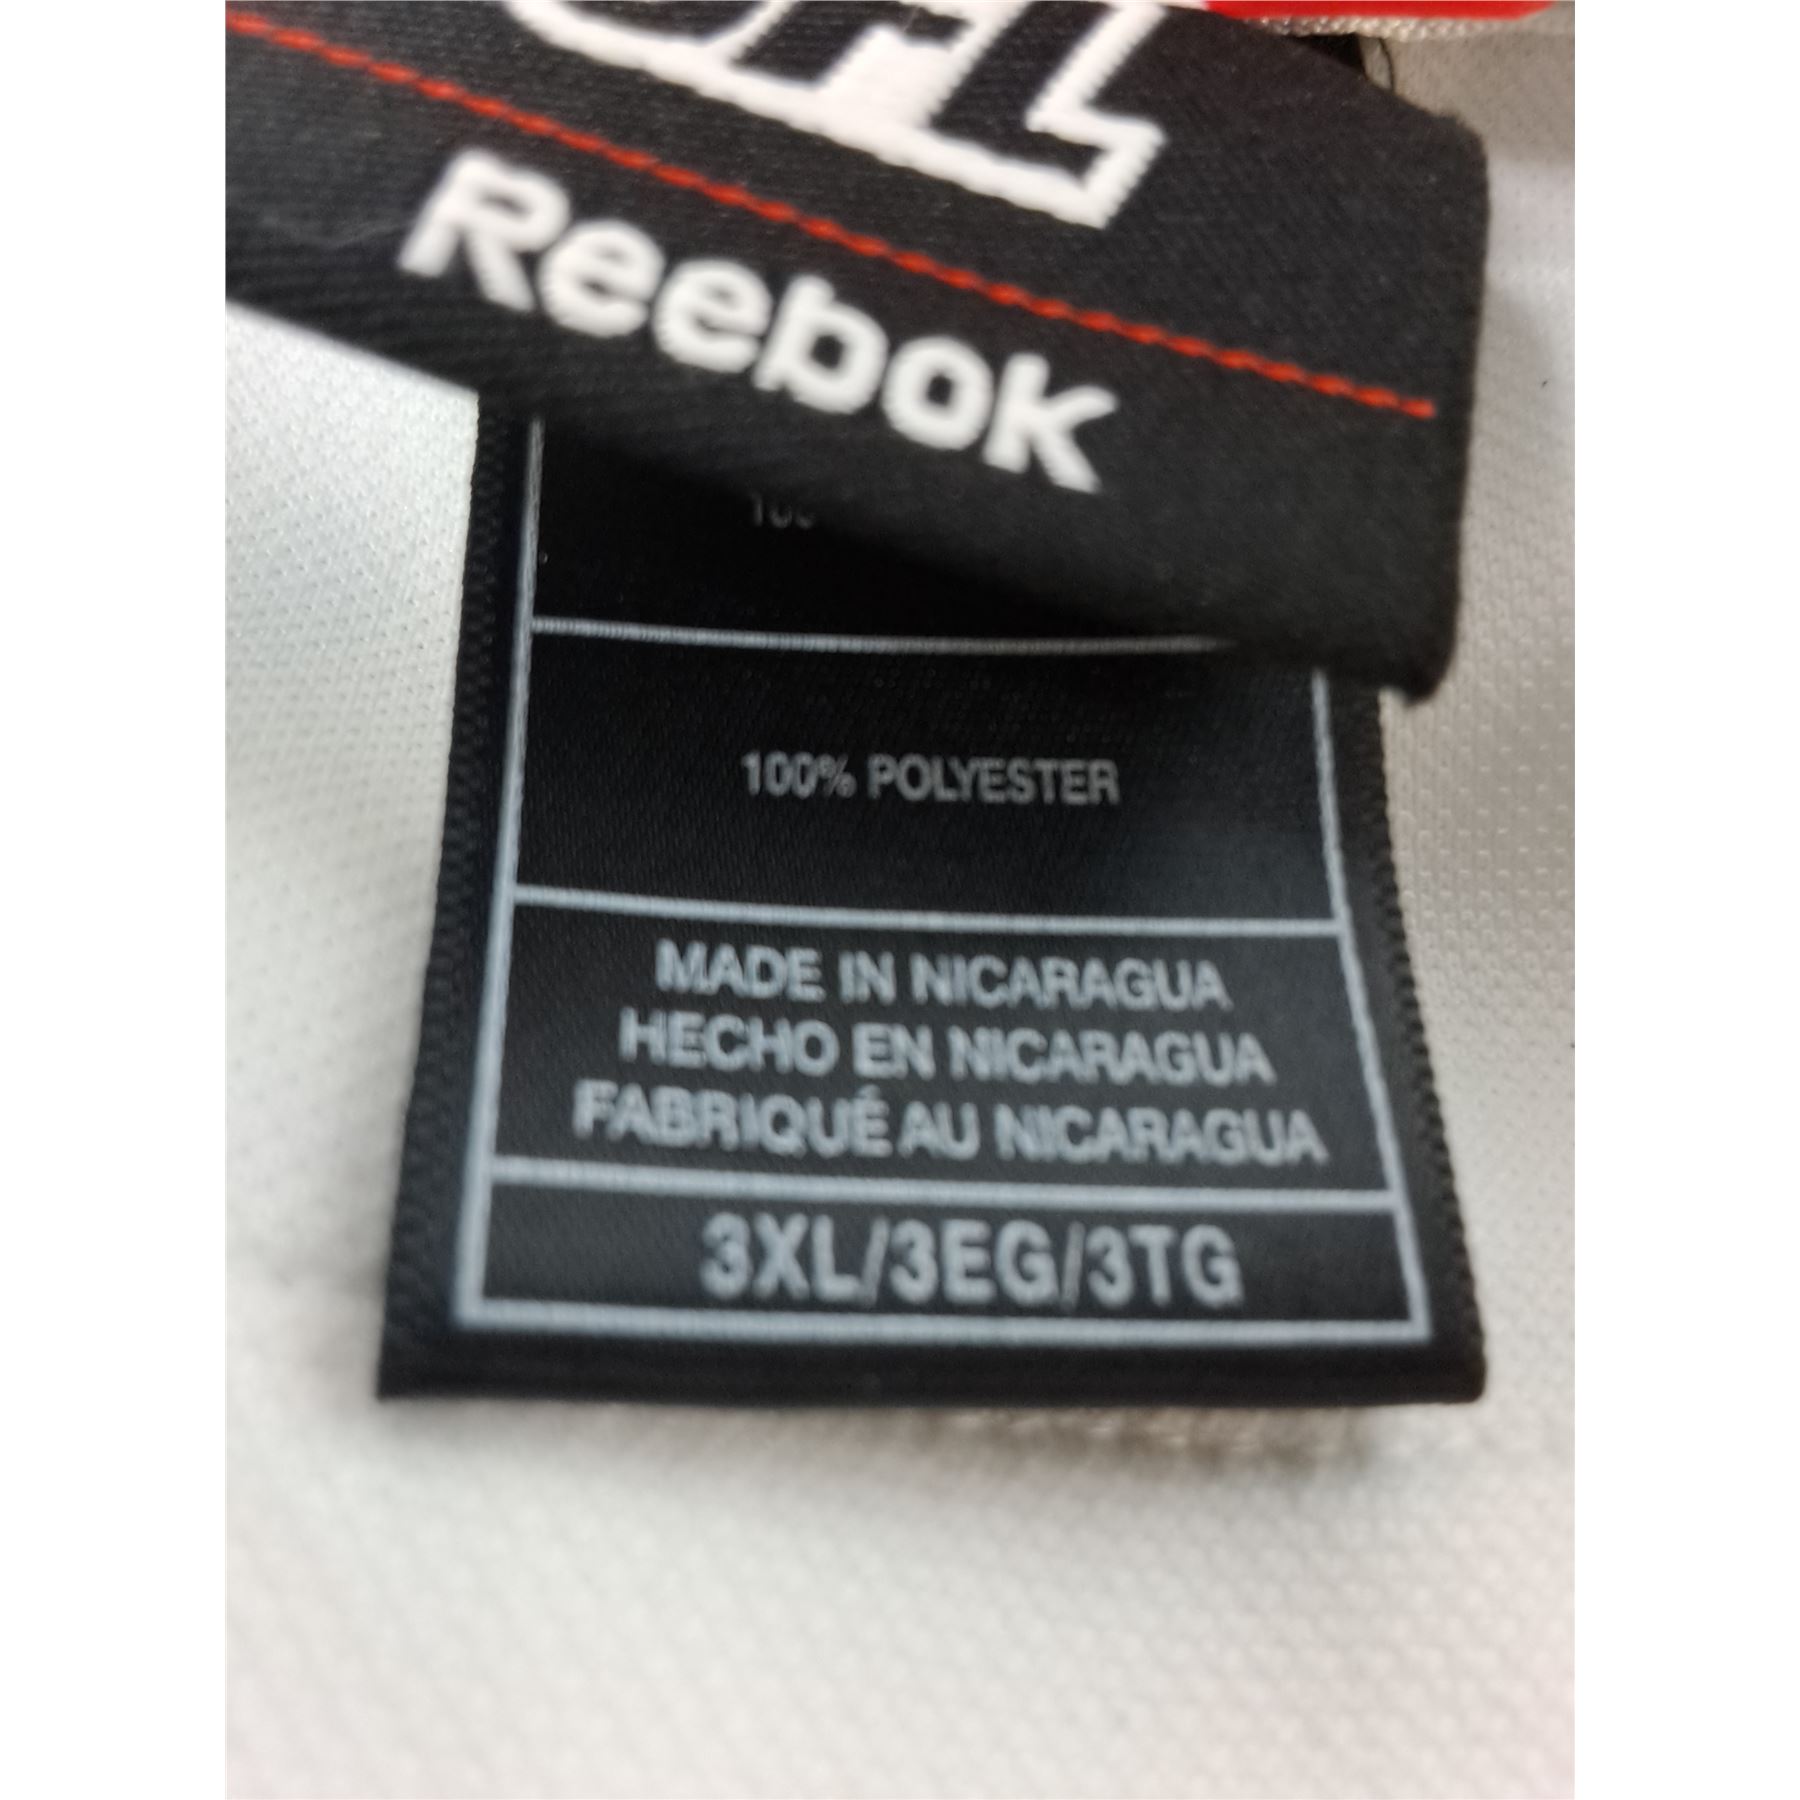 Reebok
100% POLYESTER
MADE IN NICARAGUA
HECHO EN NICARAGUA
FABRIQUÉ AU NICARAGUA
3XL/3EG/3TG